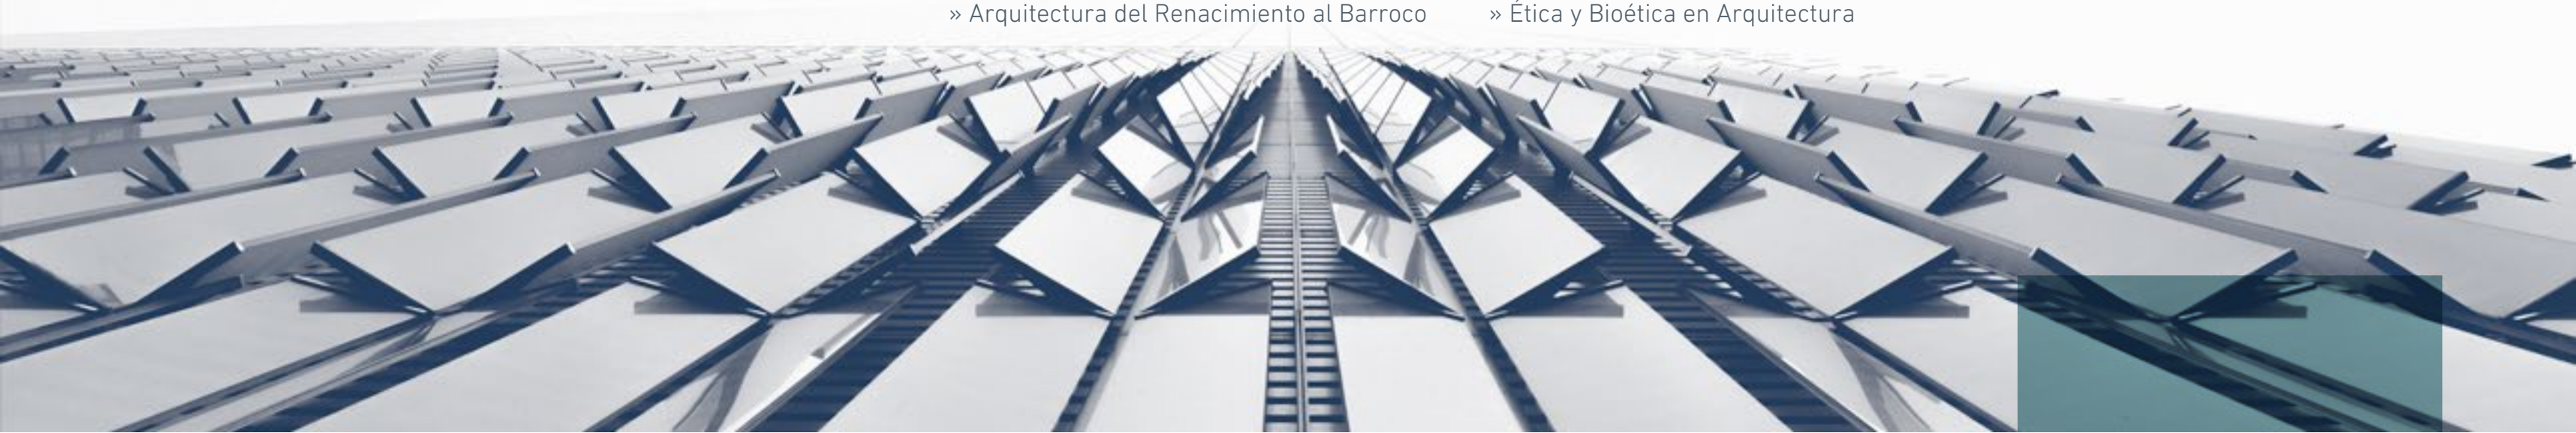 » Arquitectura del Renacimiento al Barroco » Ética y Bioética en Arquitectura